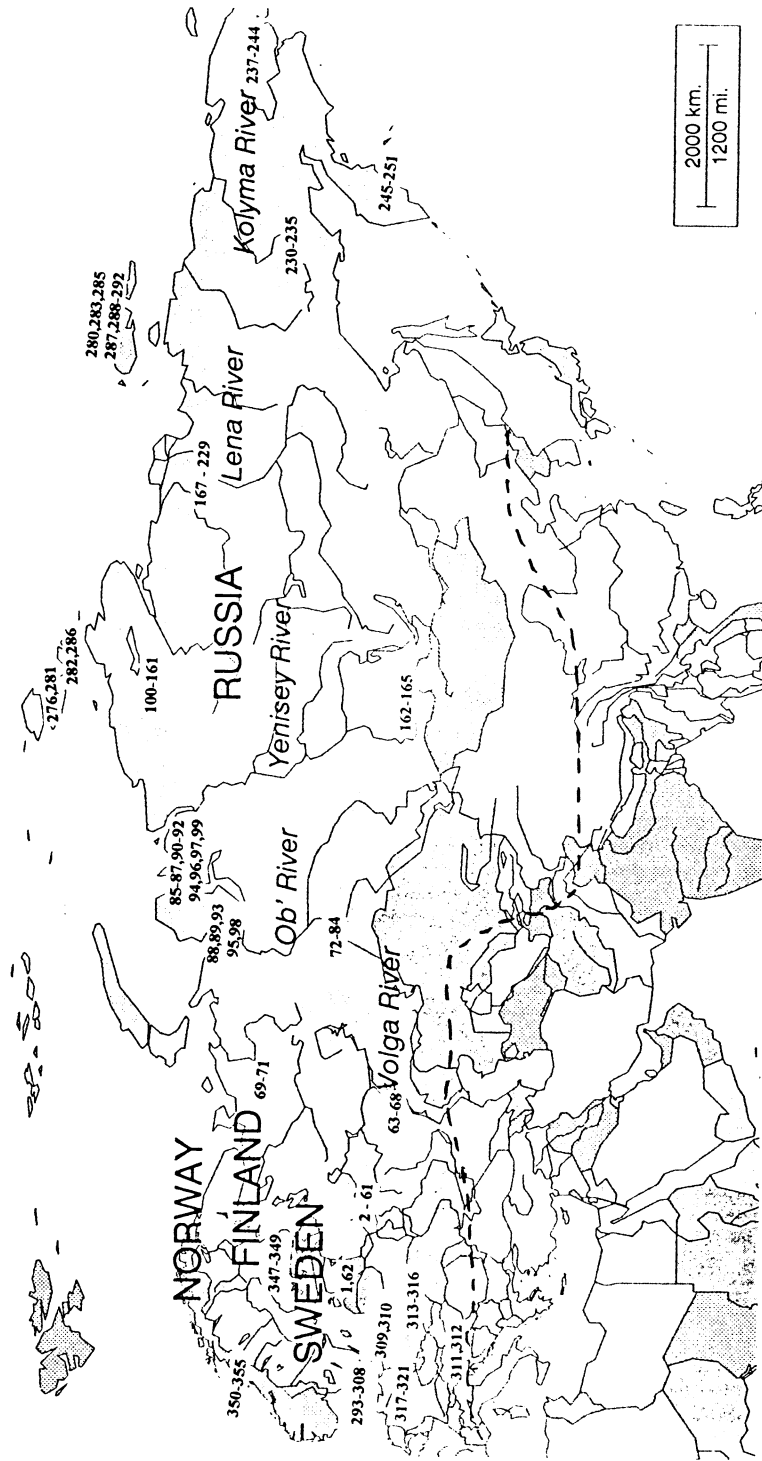 NORWAY
FINLAND
SWEDEN
RUSSIA
Volga River
Ob' River
Yenisey River
Lena River
Kolyma River
350-355
347-349
293-308
1,62
2 - 61
309,310
317-321
313-316
311,312
63-68
69-71
72-84
88,89,93
95,98
85-87,90-92
94,96,97,99
100-161
162-165
276,281
282,286
167 - 229
280,283,285
287,288-292
230-235
237-244
245-251
2000 km.
1200 mi.